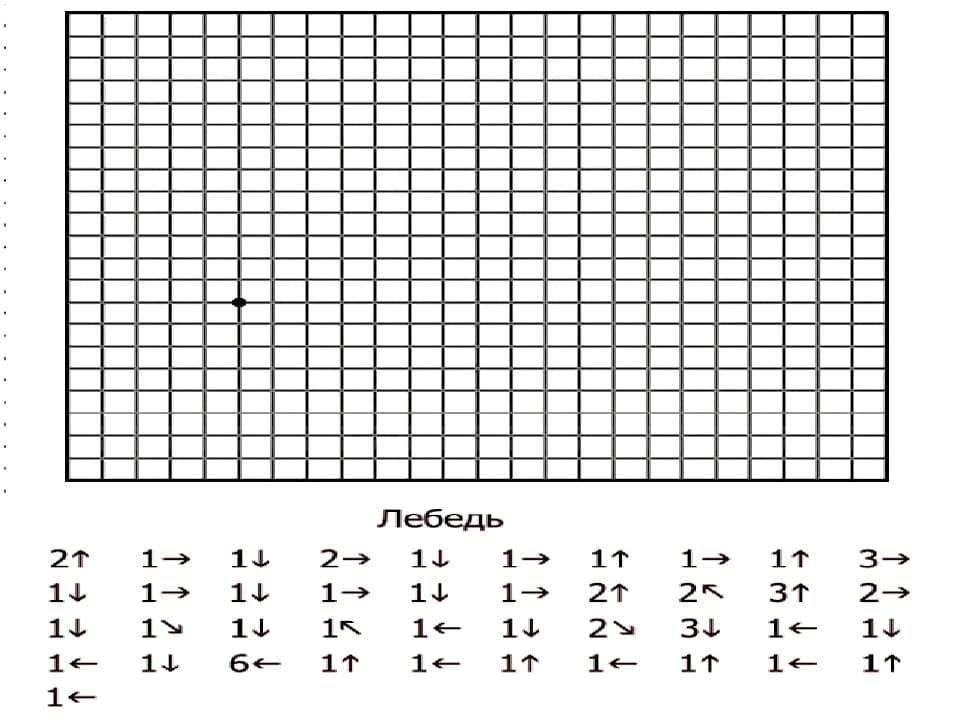 Лебедь
2↑ 1→ 1↓ 2→ 1↓ 1→ 1↑ 1→ 1↑ 3→
1↓ 1→ 1↓ 1→ 1↓ 1→ 2↑ 2↖ 3↑ 2→
1↓ 1↘ 1↓ 1↖ 1← 1↓ 2↘ 3↓ 1← 1↓
1← 1↓ 6← 1↑ 1← 1↑ 1← 1↑ 1← 1↑
1←